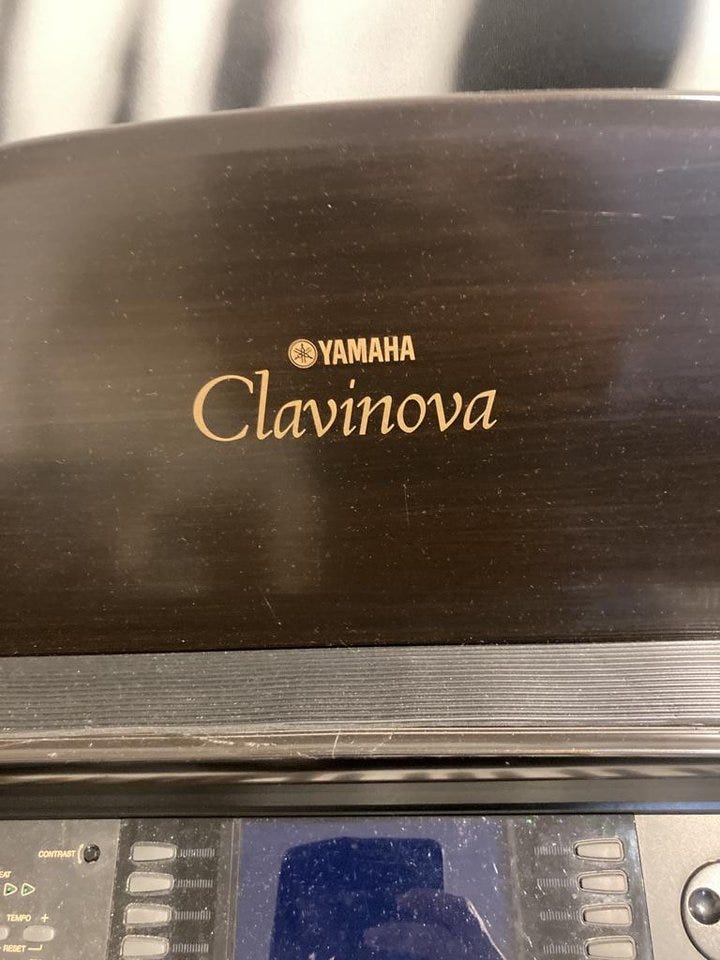 YAMAHA
Clavinova
CONTRAST
TEMPO +
RESET